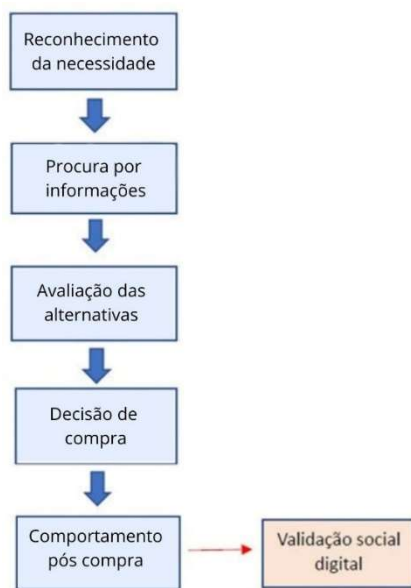 Reconhecimento
da necessidade
Procura por
informações
Avaliação das
alternativas
Decisão de
compra
Comportamento
pós compra
Validação social
digital